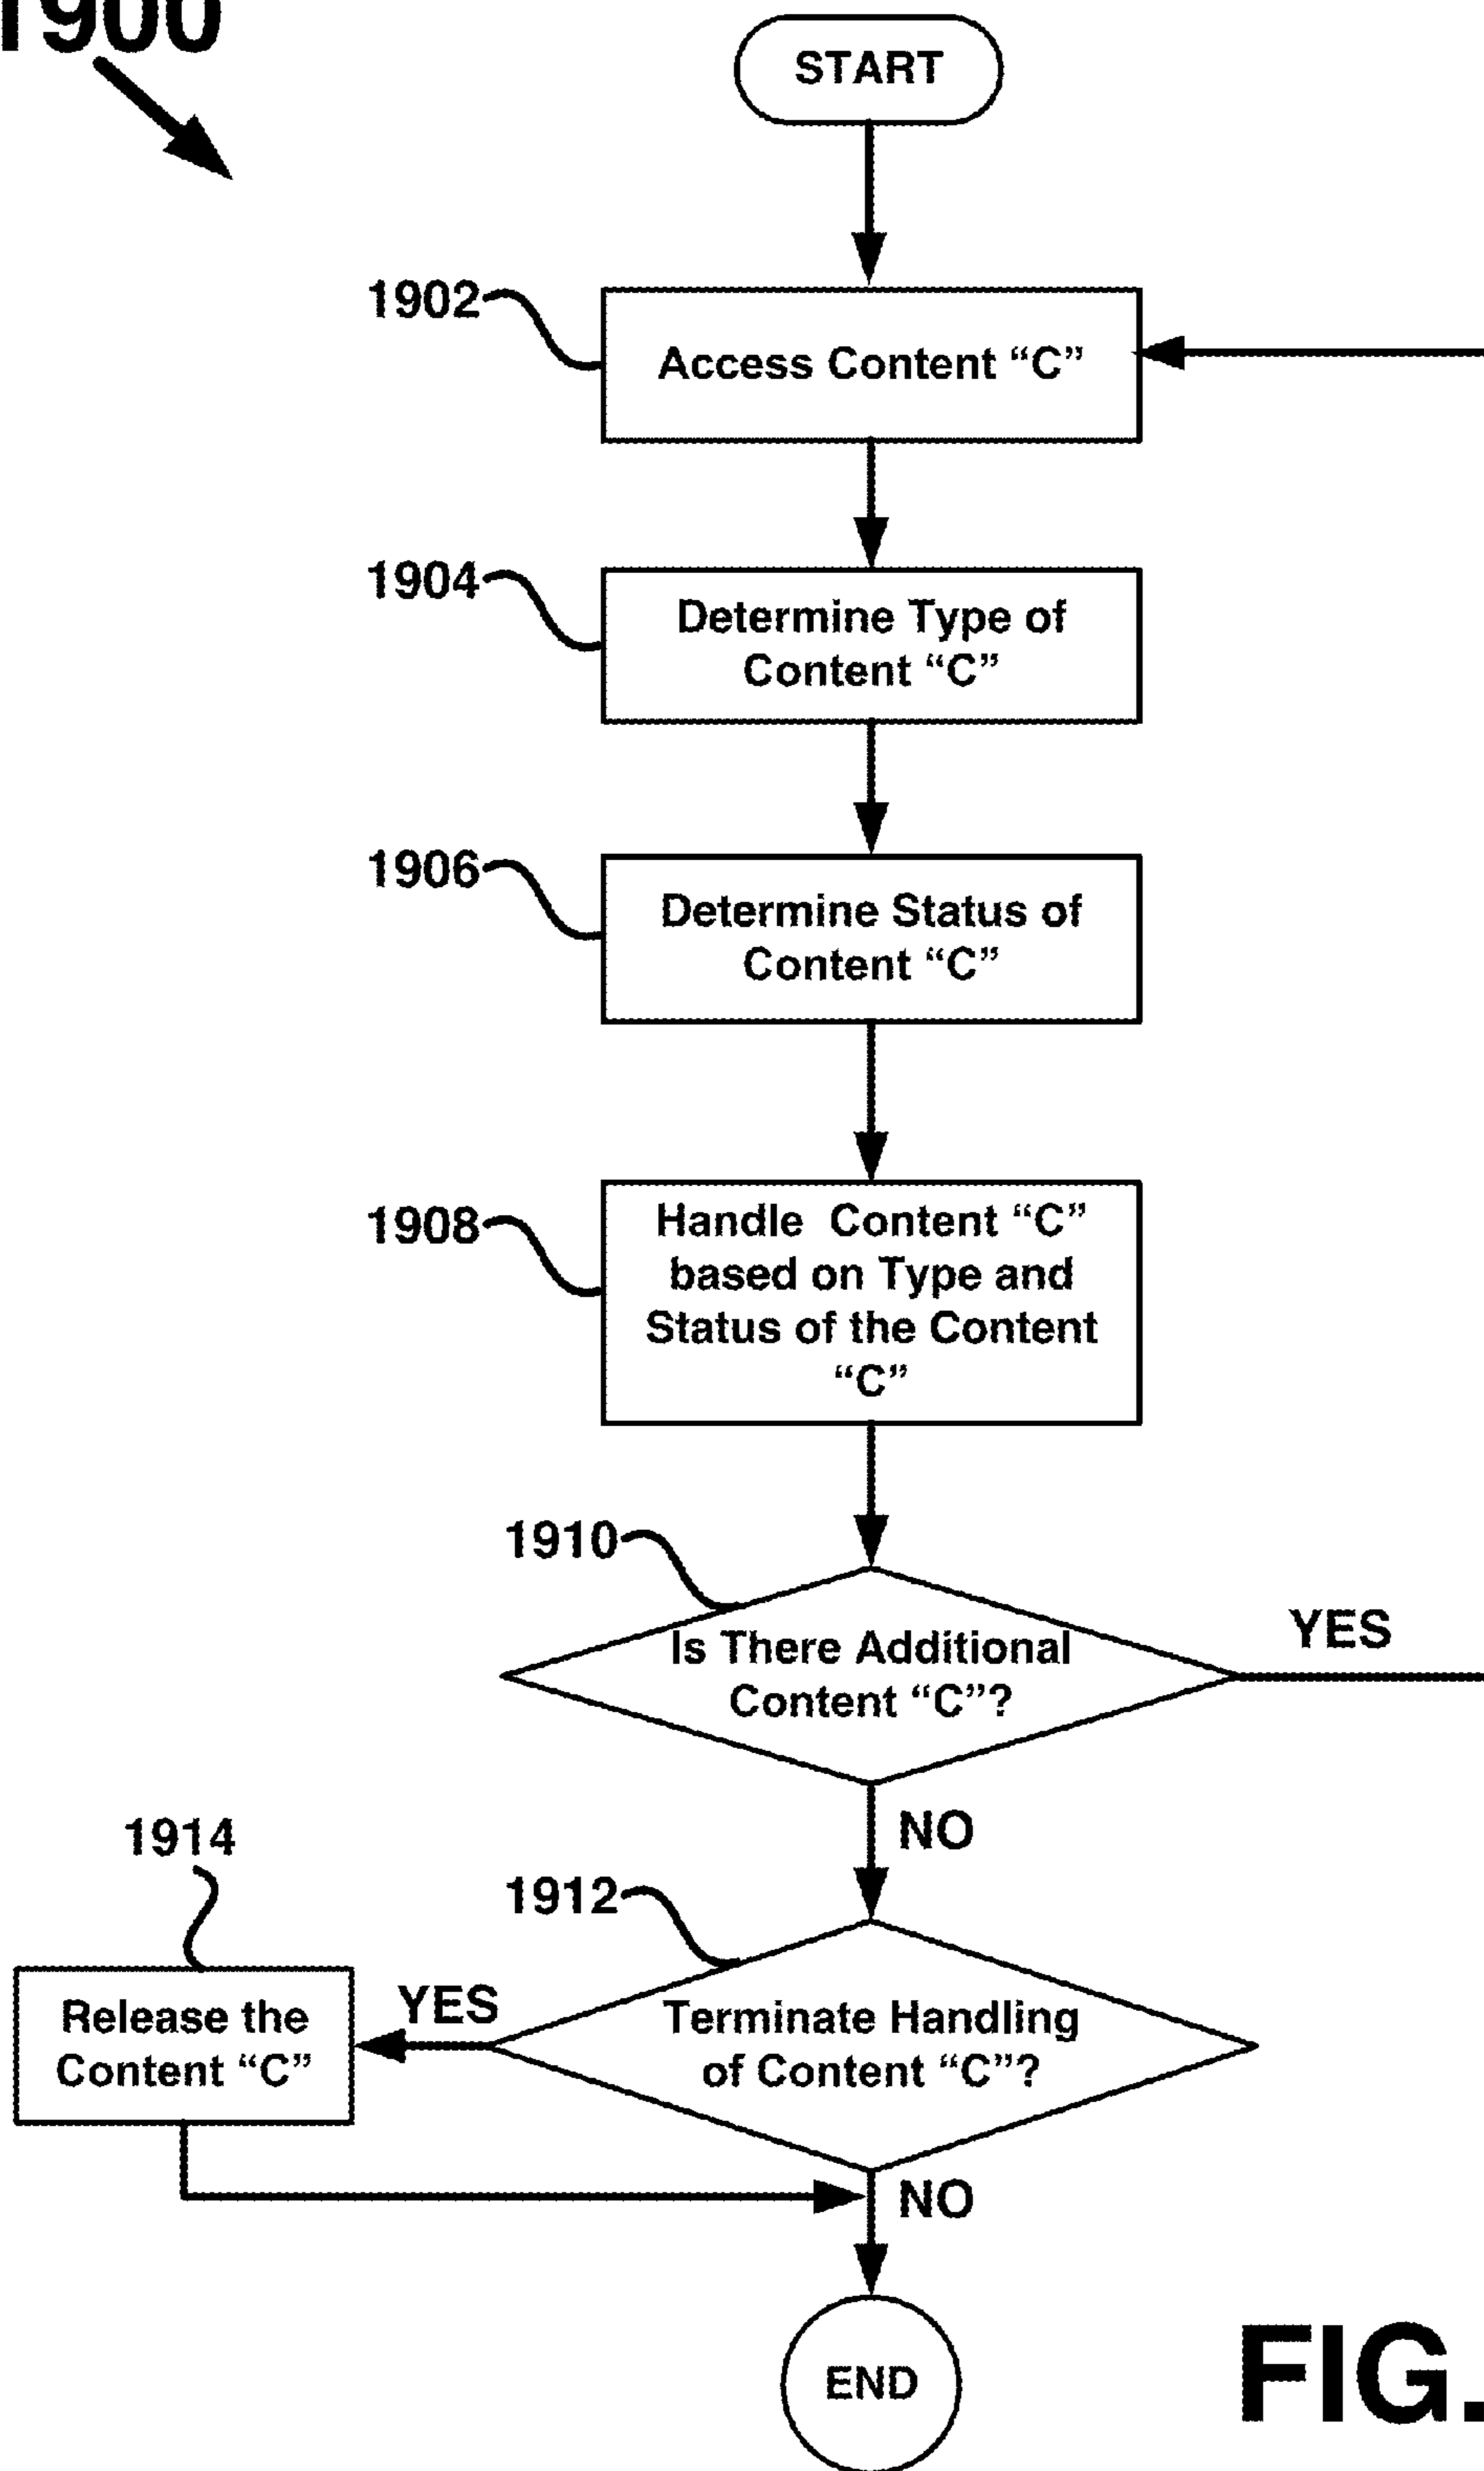 1900
START
1902
Access Content “C”
1904
Determine Type of
Content “C”
1906
Determine Status of
Content “C”
1908
Handle Content “C”
based on Type and
Status of the Content
“C”
1910
Is There Additional
Content “C”?
YES
NO
1914
1912
Release the
Content “C”
YES
Terminate Handling
of Content “C”?
NO
END
FIG.